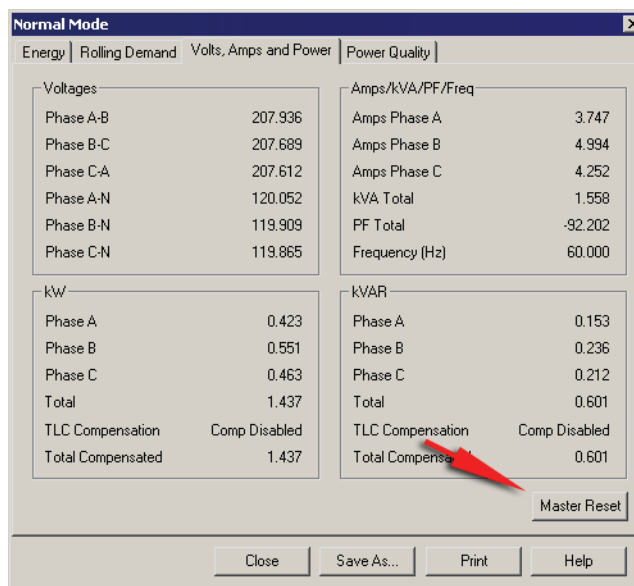 Normal Mode
Energy Rolling Demand Volts, Amps and Power Power Quality
Voltages
Phase A-B 207.936
Phase B-C 207.689
Phase C-A 207.612
Phase A-N 120.052
Phase B-N 119.909
Phase C-N 119.865
Amps/kVA/PF/Freq
Amps Phase A 3.747
Amps Phase B 4.994
Amps Phase C 4.252
kVA Total 1.558
PF Total -92.202
Frequency (Hz) 60.000
kW
Phase A 0.423
Phase B 0.551
Phase C 0.463
Total 1.437
TLC Compensation Comp Disabled
Total Compensated 1.437
kVAR
Phase A 0.153
Phase B 0.236
Phase C 0.212
Total 0.601
TLC Compensation Comp Disabled
Total Compensated 0.601
Master Reset
Close Save As... Print Help